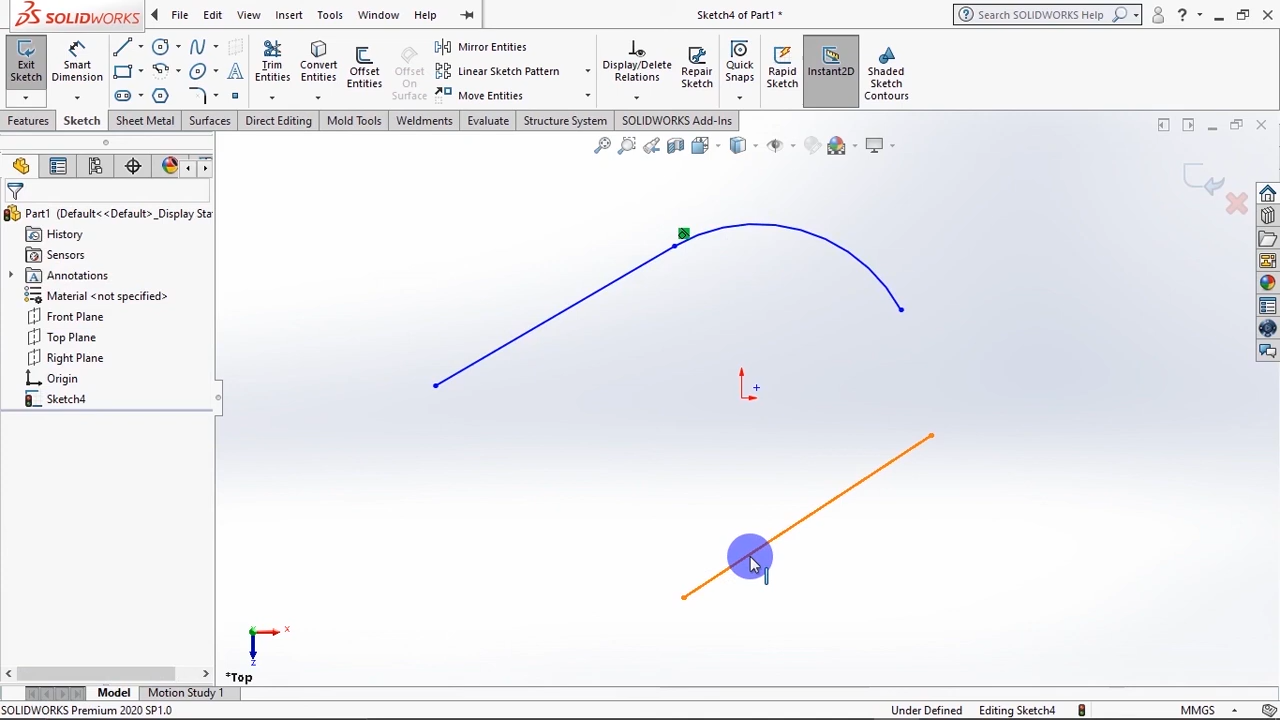 SOLIDWORKS File Edit View Insert Tools Window Help Sketch4 of Part1 * Search SOLIDWORKS Help
Exit Sketch
Smart Dimension
Trim Entities
Convert Entities
Offset Entities
Offset On Surface
Mirror Entities
Linear Sketch Pattern
Move Entities
Display/Delete Relations
Repair Sketch
Quick Snaps
Rapid Sketch
Instant2D
Shaded Sketch Contours
Features Sketch Sheet Metal Surfaces Direct Editing Mold Tools Weldments Evaluate Structure System SOLIDWORKS Add-Ins
Part1 (Default<<Default>_Display Sta
History
Sensors
Annotations
Material <not specified>
Front Plane
Top Plane
Right Plane
Origin
Sketch4
x
z
*Top
Model Motion Study 1
SOLIDWORKS Premium 2020 SP1.0 Under Defined Editing Sketch4 MMGS